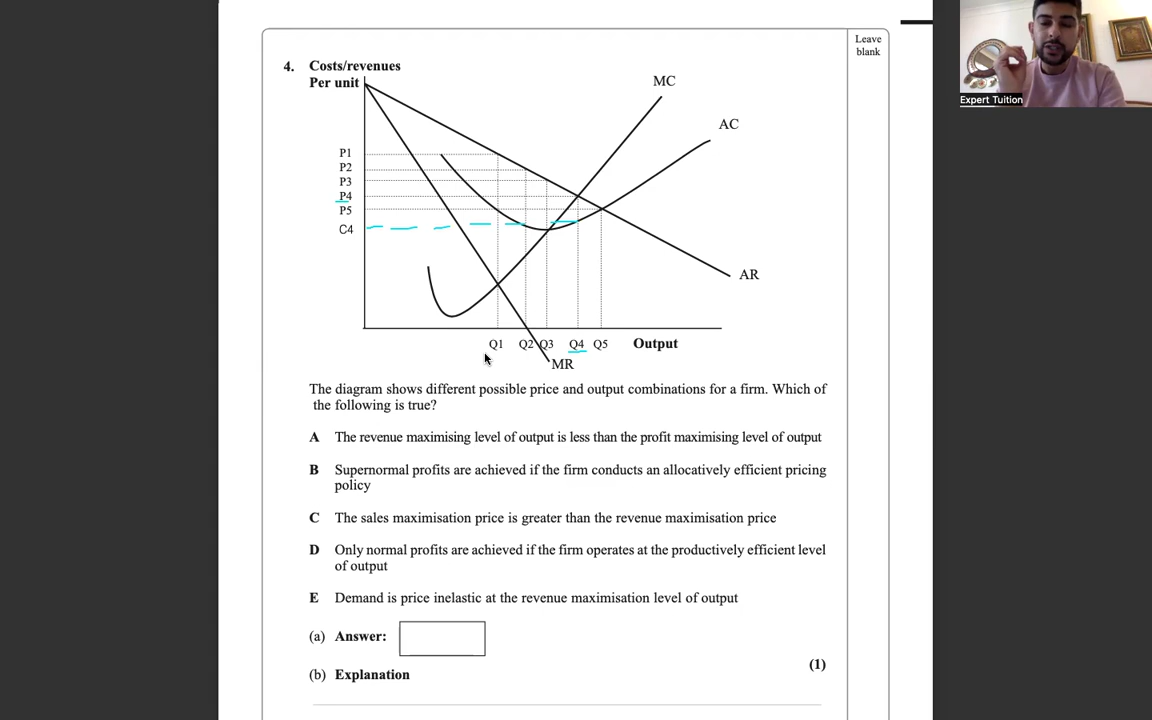 Leave
blank
4. Costs/revenues
Per unit
MC
AC
P1
P2
P3
P4
P5
C4
AR
Q1 Q2 Q3 Q4 Q5 Output
MR
The diagram shows different possible price and output combinations for a firm. Which of
the following is true?
A The revenue maximising level of output is less than the profit maximising level of output
B Supernormal profits are achieved if the firm conducts an allocatively efficient pricing
policy
C The sales maximisation price is greater than the revenue maximisation price
D Only normal profits are achieved if the firm operates at the productively efficient level
of output
E Demand is price inelastic at the revenue maximisation level of output
(a) Answer:
(1)
(b) Explanation
Expert Tuition